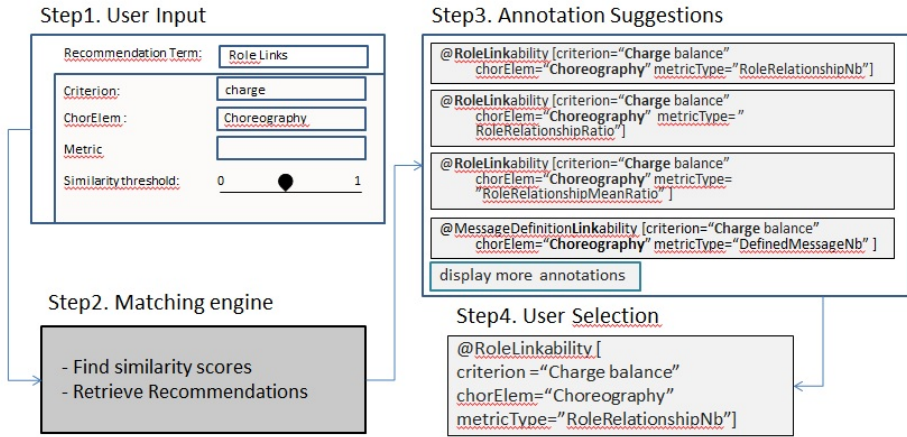 Step1. User Input
Recommendation Term: Role Links
Criterion: charge
ChorElem : Choreography
Metric
Similarity threshold: 0 1
Step2. Matching engine
- Find similarity scores
- Retrieve Recommendations
Step3. Annotation Suggestions
@RoleLinkability [criterion=“Charge balance”
chorElem=“Choreography” metricType=”RoleRelationshipNb”]
@RoleLinkability [criterion=“Charge balance”
chorElem=“Choreography” metricType=”
RoleRelationshipRatio”]
@RoleLinkability [criterion=“Charge balance”
chorElem=“Choreography” metricType=
”RoleRelationshipMeanRatio” ]
@MessageDefinitionLinkability [criterion=“Charge balance”
chorElem=“Choreography” metricType=”DefinedMessageNb” ]
display more annotations
Step4. User Selection
@RoleLinkability [
criterion =“Charge balance”
chorElem=“Choreography”
metricType=”RoleRelationshipNb”]